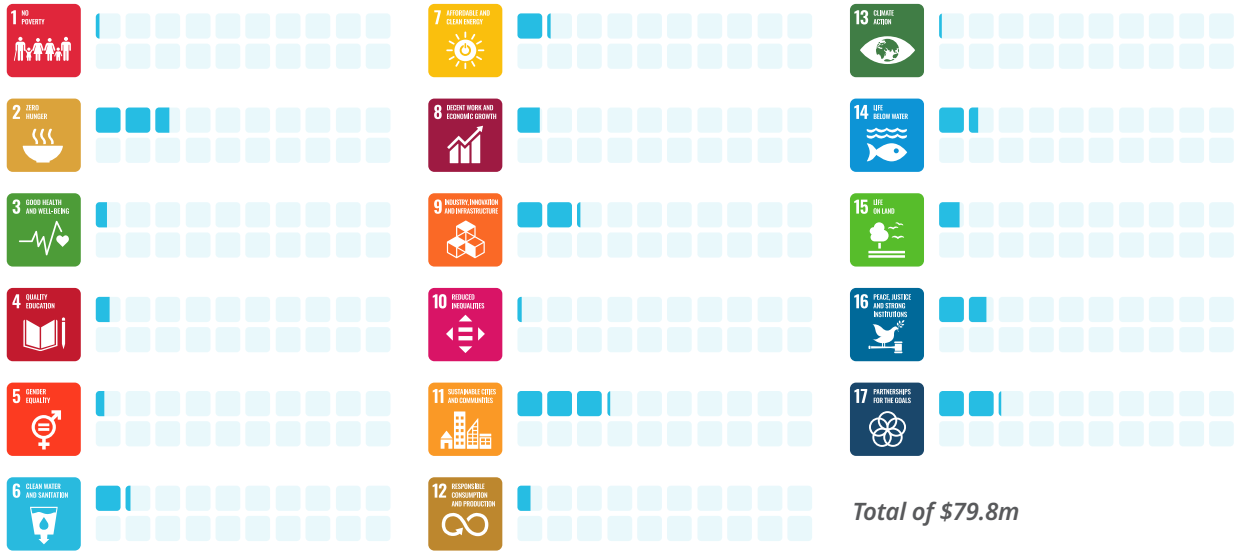 1 NO
POVERTY
2 ZERO
HUNGER
3 GOOD HEALTH
AND WELL-BEING
4 QUALITY
EDUCATION
5 GENDER
EQUALITY
6 CLEAN WATER
AND SANITATION
7 AFFORDABLE AND
CLEAN ENERGY
8 DECENT WORK AND
ECONOMIC GROWTH
9 INDUSTRY, INNOVATION
AND INFRASTRUCTURE
10 REDUCED
INEQUALITIES
11 SUSTAINABLE CITIES
AND COMMUNITIES
12 RESPONSIBLE
CONSUMPTION
AND PRODUCTION
13 CLIMATE
ACTION
14 LIFE
BELOW WATER
15 LIFE
ON LAND
16 PEACE, JUSTICE
AND STRONG
INSTITUTIONS
17 PARTNERSHIPS
FOR THE GOALS
Total of $79.8m